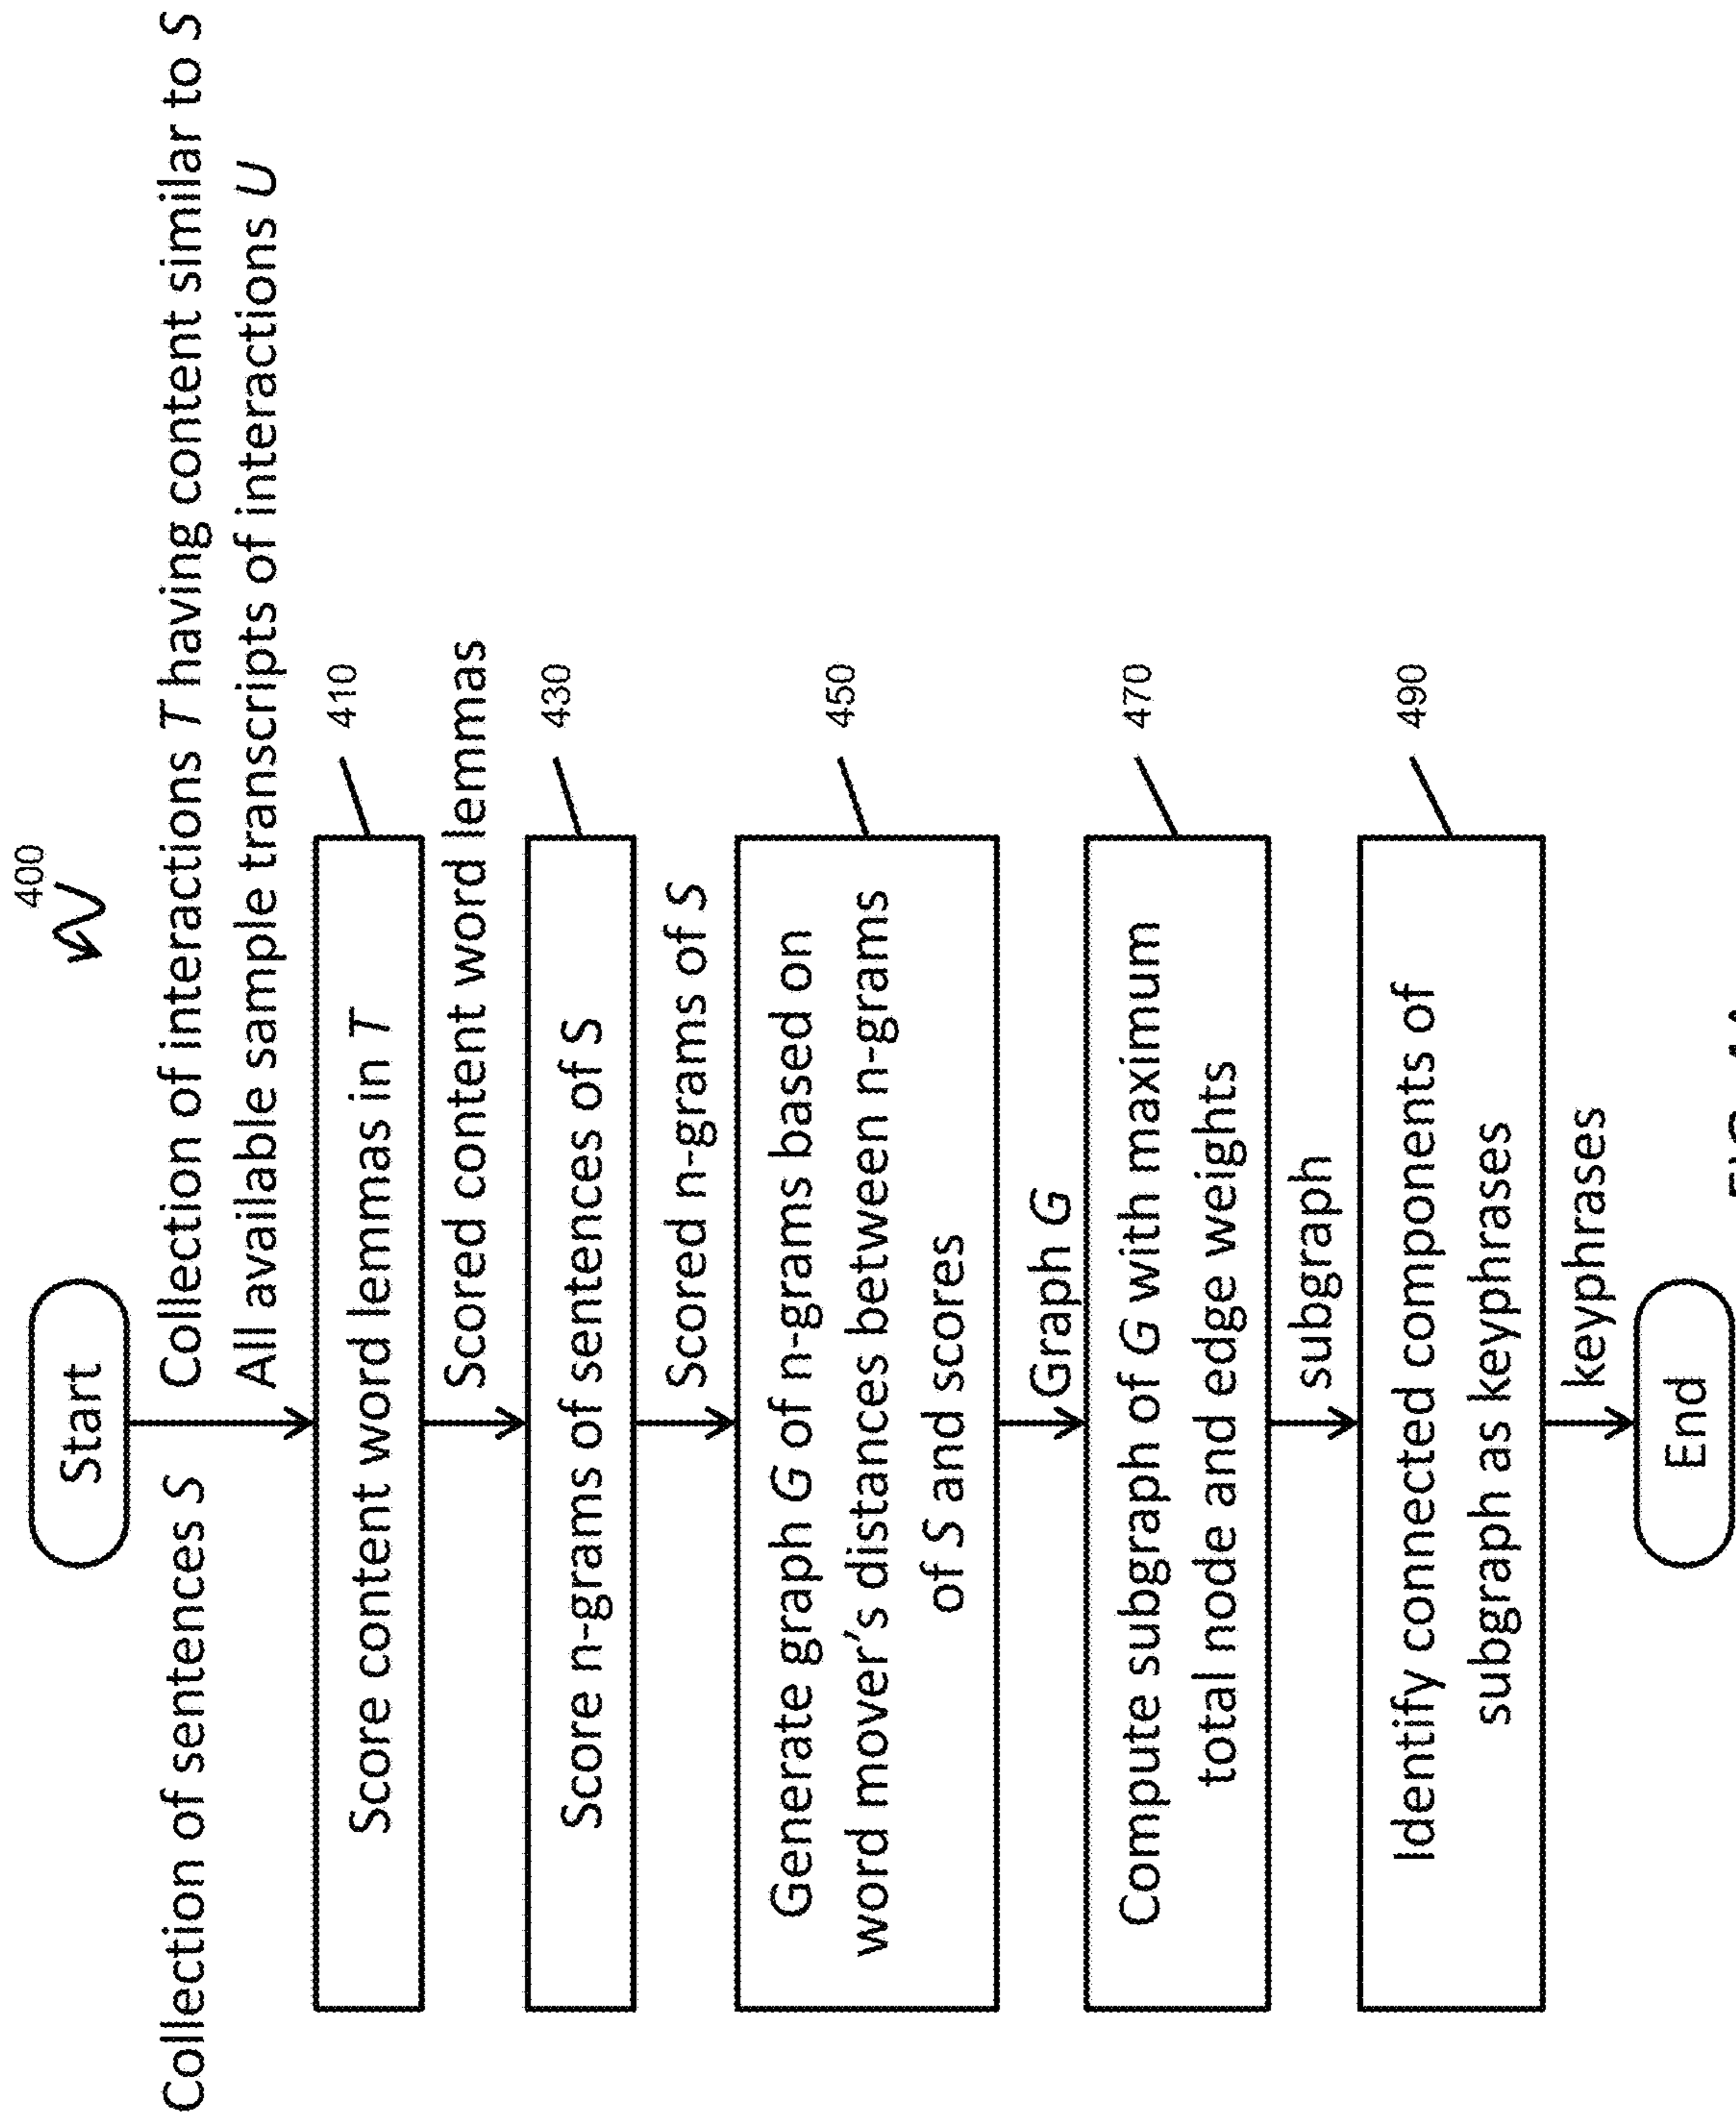 400
Start
Collection of sentences S
Collection of interactions T having content similar to S
All available sample transcripts of interactions U
Score content word lemmas in T
410
Scored content word lemmas
Score n-grams of sentences of S
430
Scored n-grams of S
Generate graph G of n-grams based on
word mover's distances between n-grams
of S and scores
450
Graph G
Compute subgraph of G with maximum
total node and edge weights
470
subgraph
Identify connected components of
subgraph as keyphrases
490
keyphrases
End